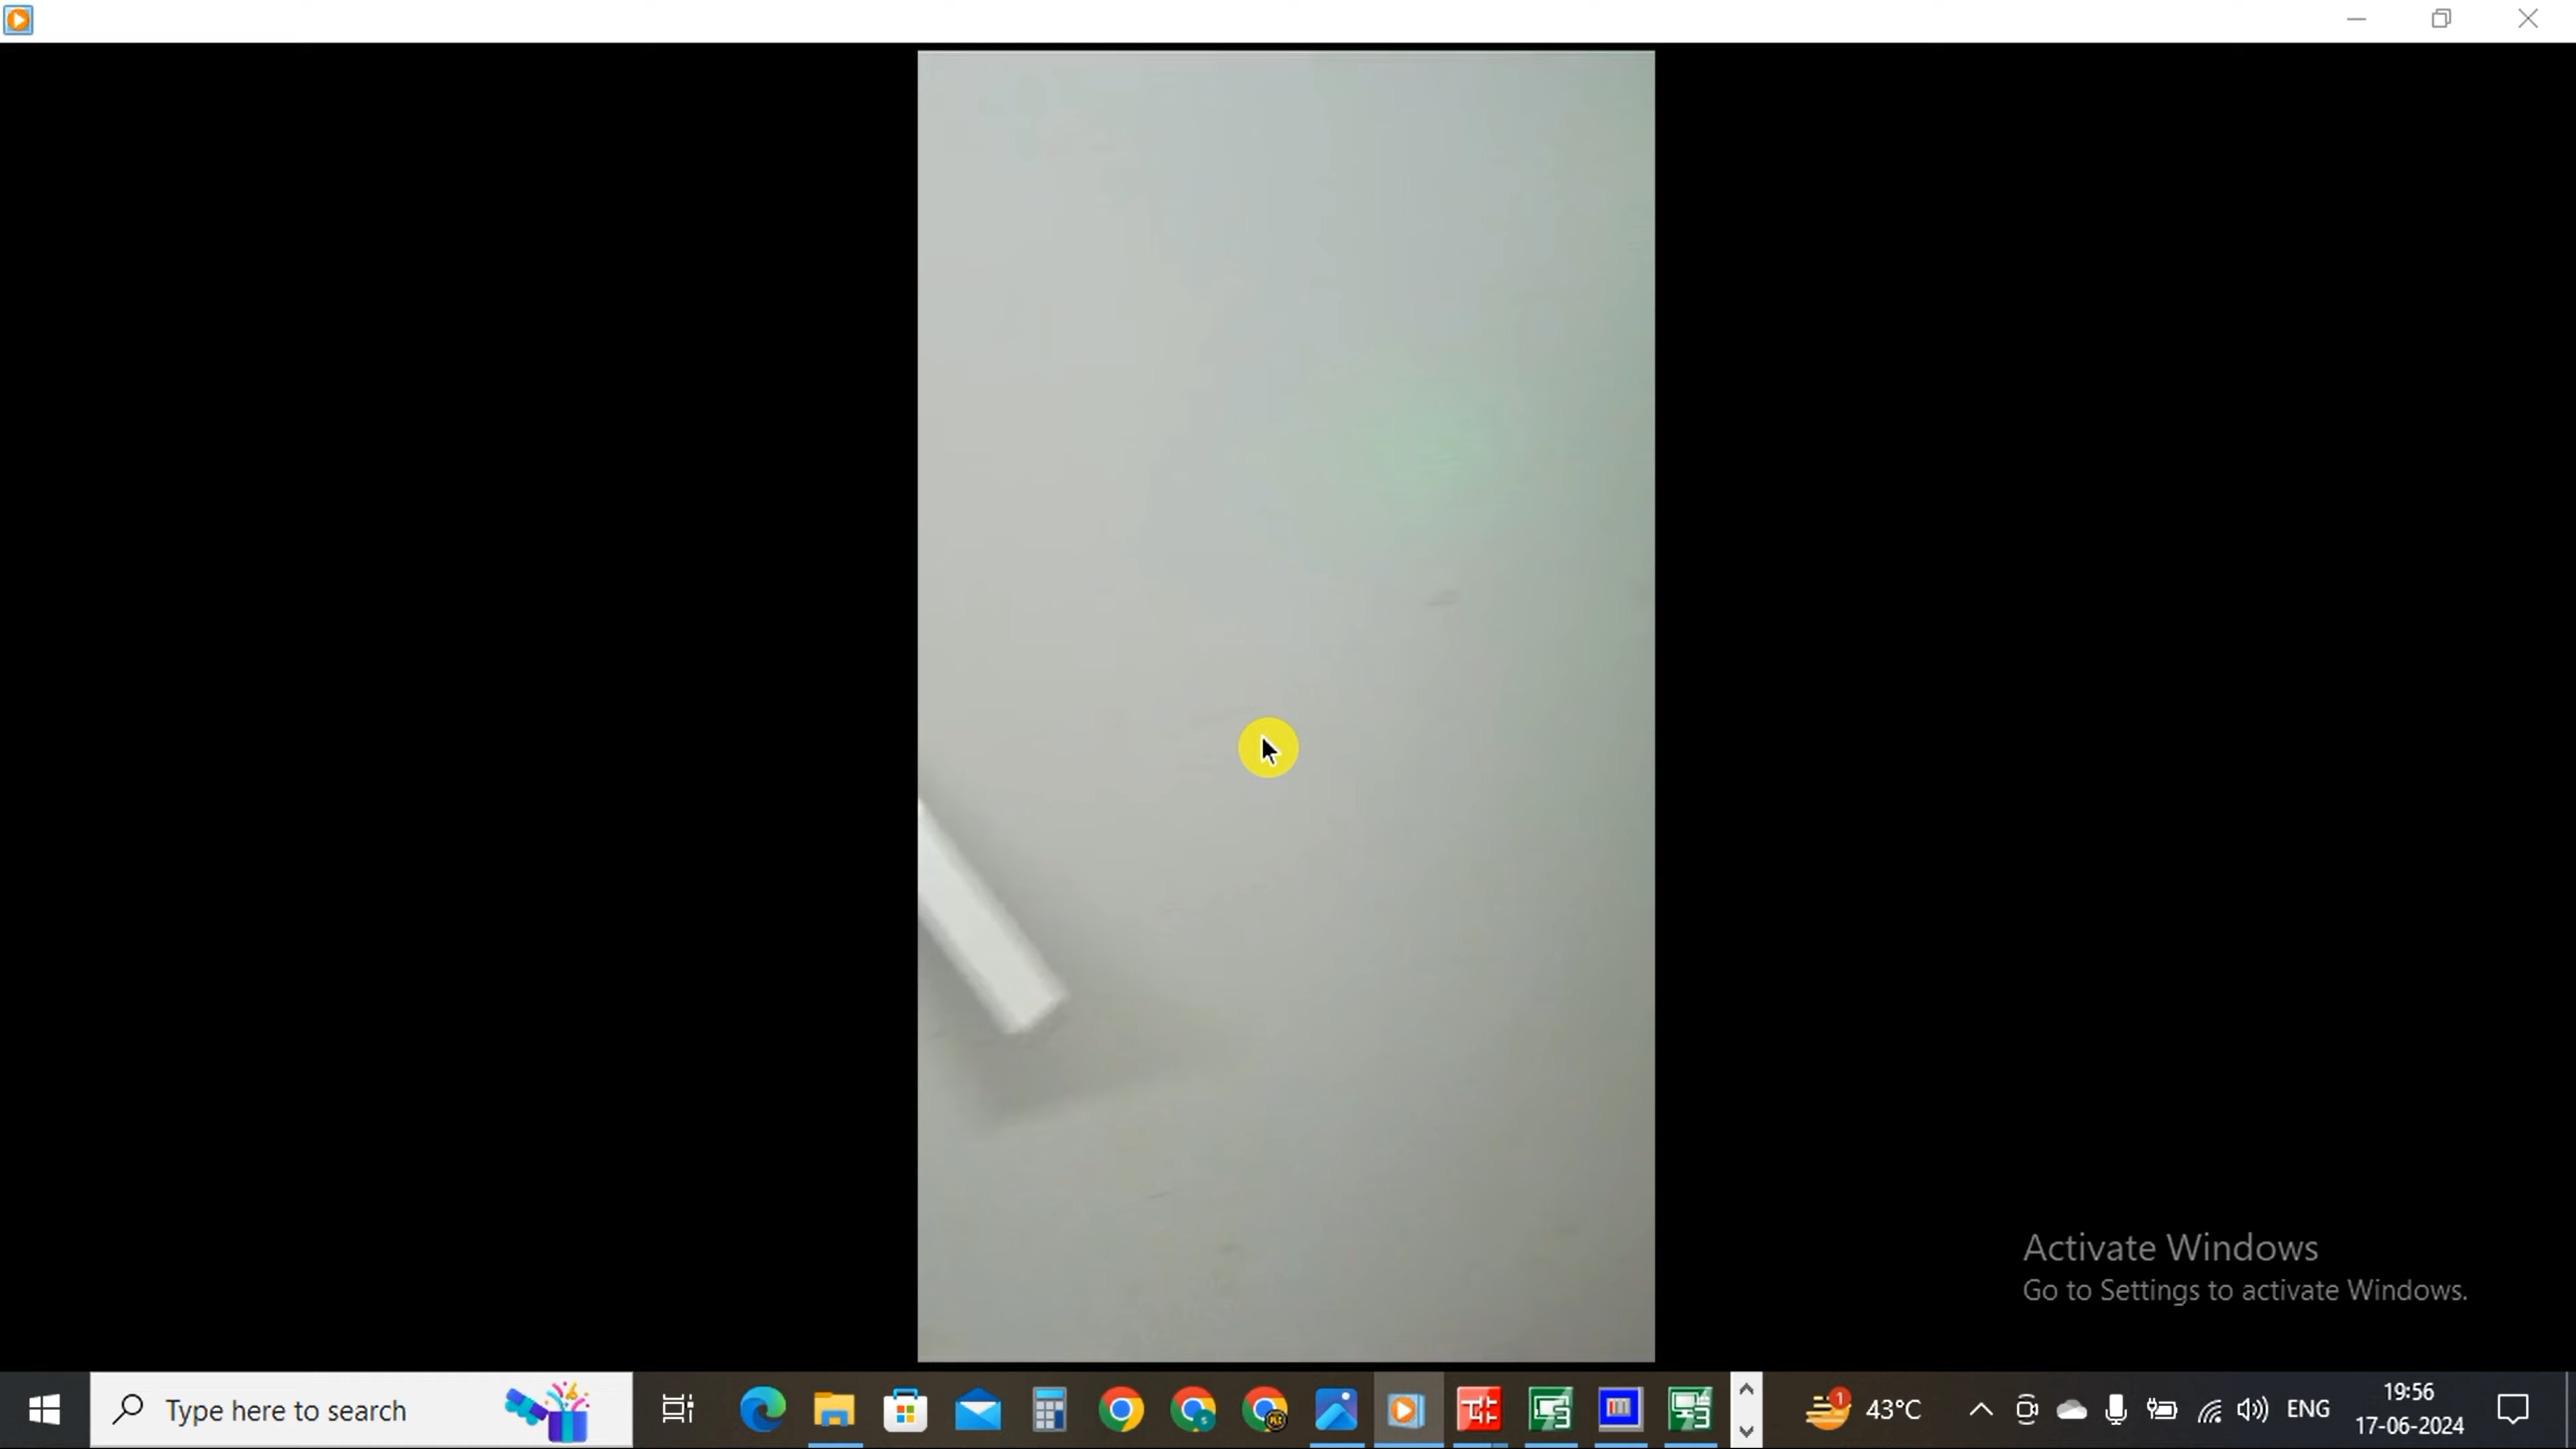 Activate Windows
Go to Settings to activate Windows.
Type here to search
1
43°C
ENG
19:56
17-06-2024